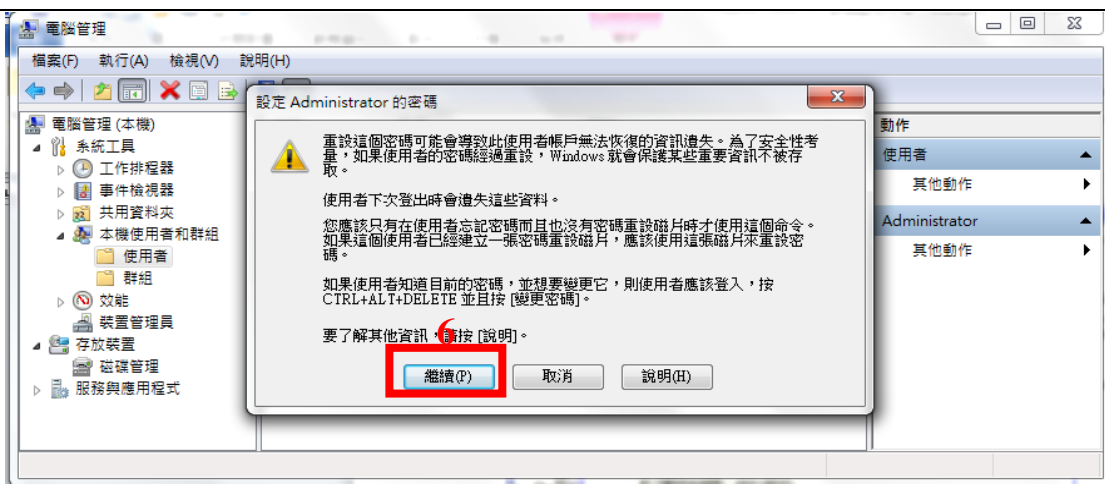 電腦管理
檔案(F) 執行(A) 檢視(V) 說明(H)
電腦管理 (本機)
系統工具
工作排程器
事件檢視器
共用資料夾
本機使用者和群組
使用者
群組
效能
裝置管理員
存放裝置
磁碟管理
服務與應用程式
設定 Administrator 的密碼
重設這個密碼可能會導致此使用者帳戶無法恢復的資訊遺失。為了安全性考
量，如果使用者的密碼經過重設，Windows 就會保護某些重要資訊不被存
取。
使用者下次登出時會遺失這些資料。
您應該只有在使用者忘記密碼而且也沒有密碼重設磁片時才使用這個命令。
如果這個使用者已經建立一張密碼重設磁片，應該使用這張磁片來重設密
碼。
如果使用者知道目前的密碼，並想要變更它，則使用者應該登入，按
CTRL+ALT+DELETE 並且按 [變更密碼]。
要了解其他資訊，請按 [說明]。
6
繼續(P) 取消 說明(H)
動作
使用者
其他動作
Administrator
其他動作